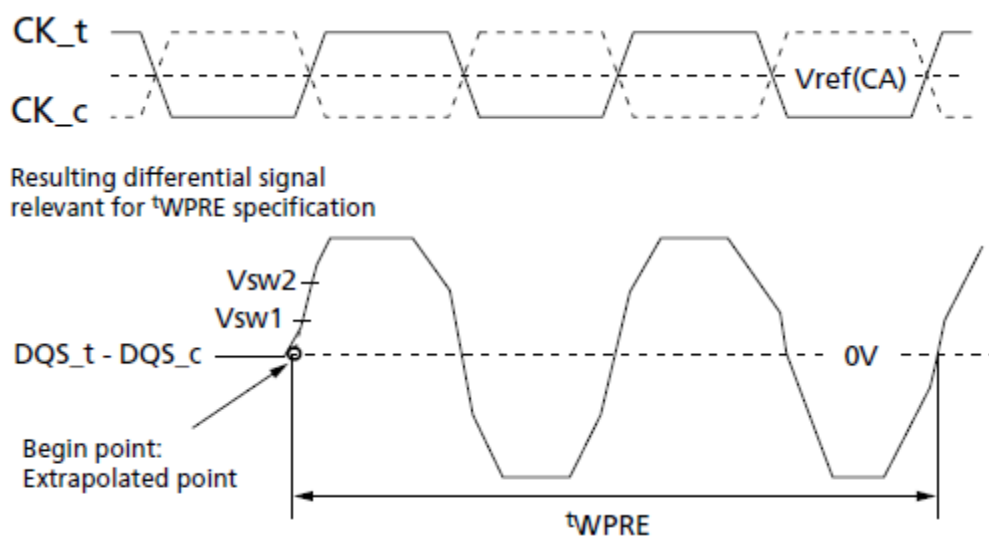 CK_t
Vref(CA)
CK_c
Resulting differential signal
relevant for tWPRE specification
Vsw2
Vsw1
DQS_t - DQS_c
0V
Begin point:
Extrapolated point
tWPRE